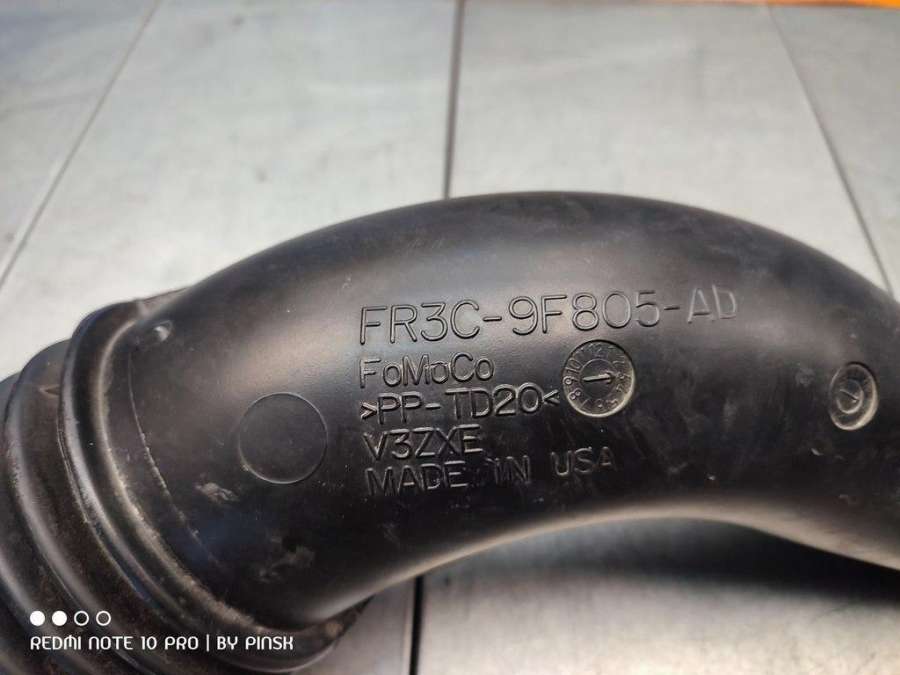 FR3C-9F805-AD
FoMoCo
>PP-TD20<
V3ZXE
MADE IN USA
REDMI NOTE 10 PRO | BY PINSK